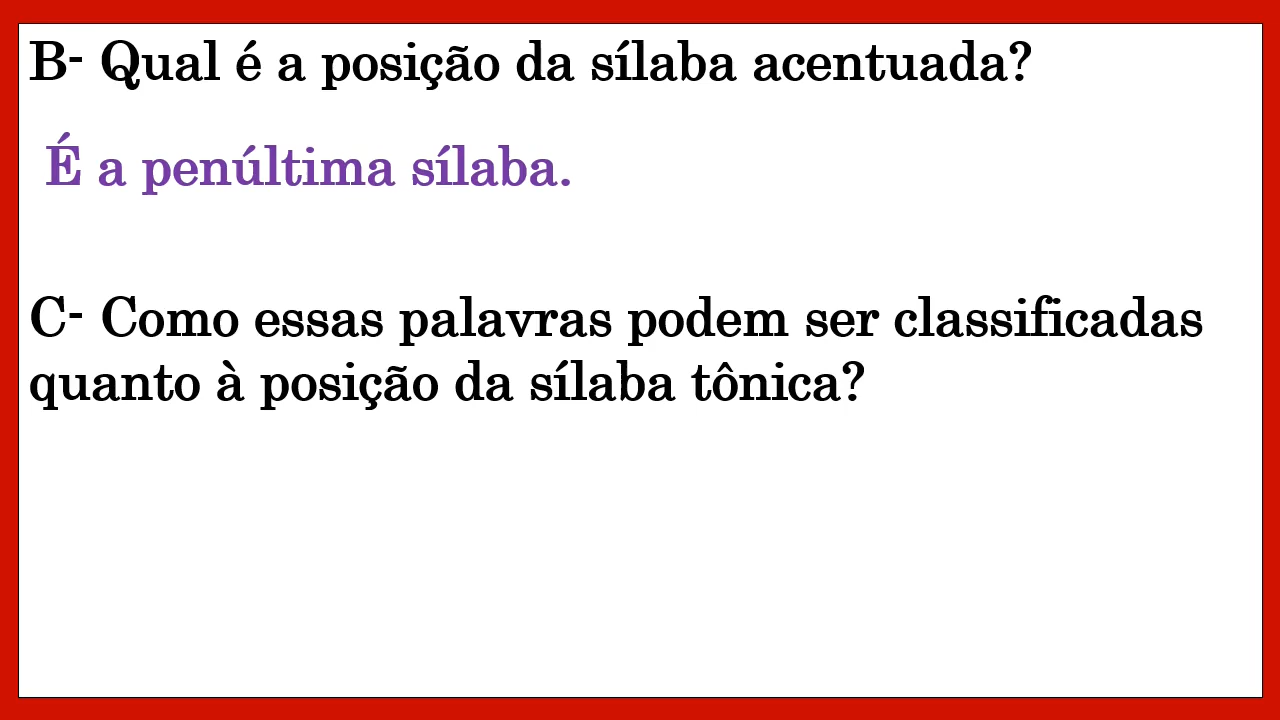 B- Qual é a posição da sílaba acentuada?
É a penúltima sílaba.
C- Como essas palavras podem ser classificadas
quanto à posição da sílaba tônica?